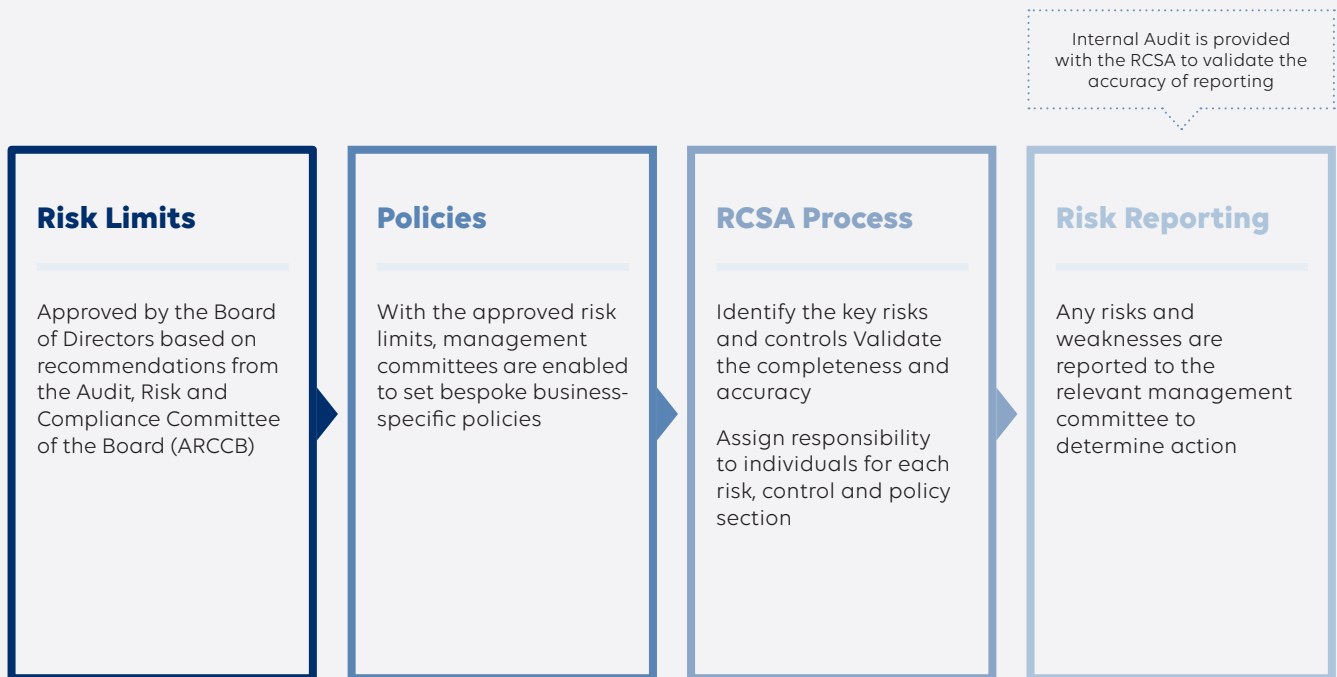 Internal Audit is provided
with the RCSA to validate the
accuracy of reporting
Risk Limits
Approved by the Board
of Directors based on
recommendations from
the Audit, Risk and
Compliance Committee
of the Board (ARCCB)
Policies
With the approved risk
limits, management
committees are enabled
to set bespoke business-
specific policies
RCSA Process
Identify the key risks
and controls Validate
the completeness and
accuracy
Assign responsibility
to individuals for each
risk, control and policy
section
Risk Reporting
Any risks and
weaknesses are
reported to the
relevant management
committee to
determine action